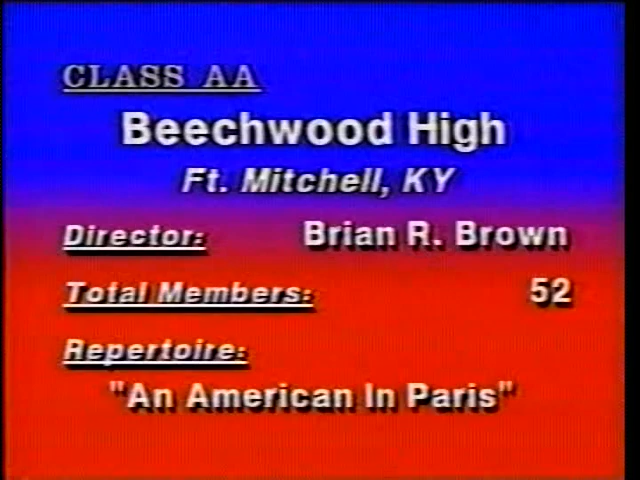 CLASS AA
Beechwood High
Ft. Mitchell, KY
Director: Brian R. Brown
Total Members: 52
Repertoire:
"An American In Paris"